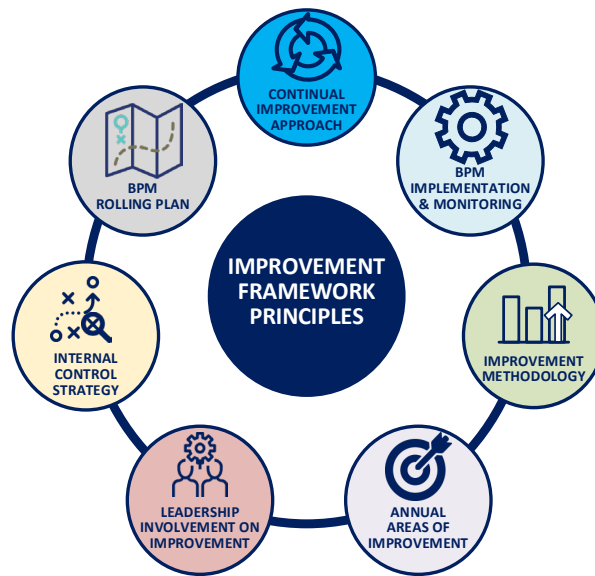 CONTINUAL
IMPROVEMENT
APPROACH
BPM
IMPLEMENTATION
& MONITORING
IMPROVEMENT
METHODOLOGY
ANNUAL
AREAS OF
IMPROVEMENT
LEADERSHIP
INVOLVEMENT ON
IMPROVEMENT
INTERNAL
CONTROL
STRATEGY
BPM
ROLLING PLAN
IMPROVEMENT
FRAMEWORK
PRINCIPLES